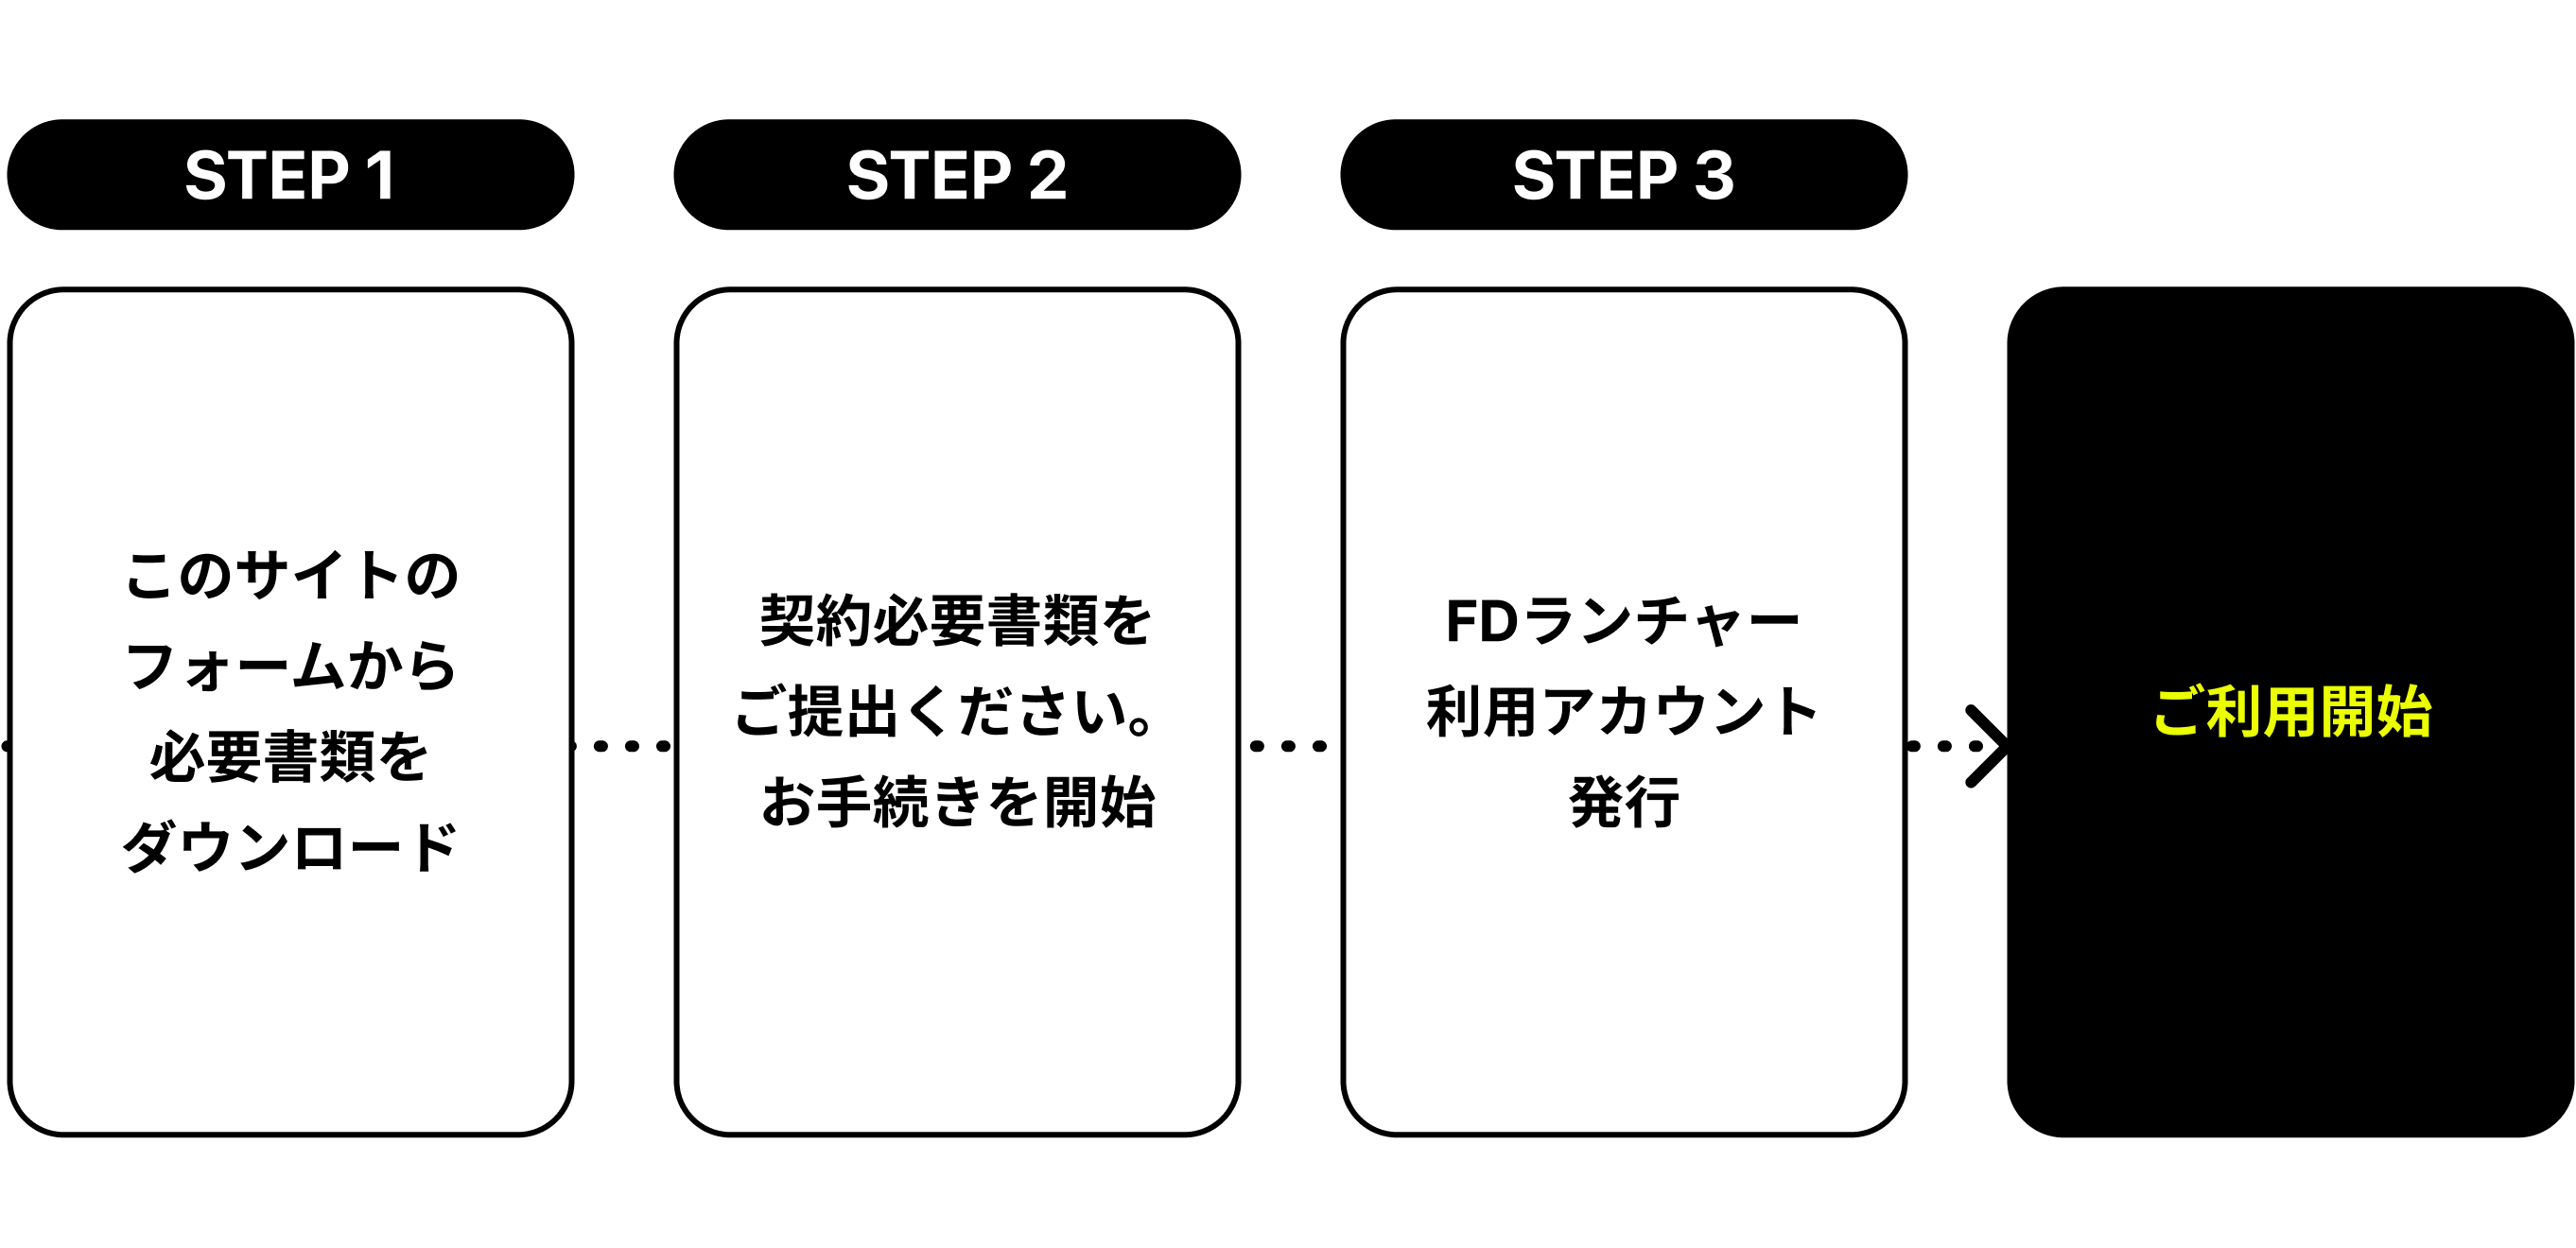 STEP 1
このサイトの
フォームから
必要書類を
ダウンロード
STEP 2
契約必要書類を
ご提出ください。
お手続きを開始
STEP 3
FDランチャー
利用アカウント
発行
ご利用開始